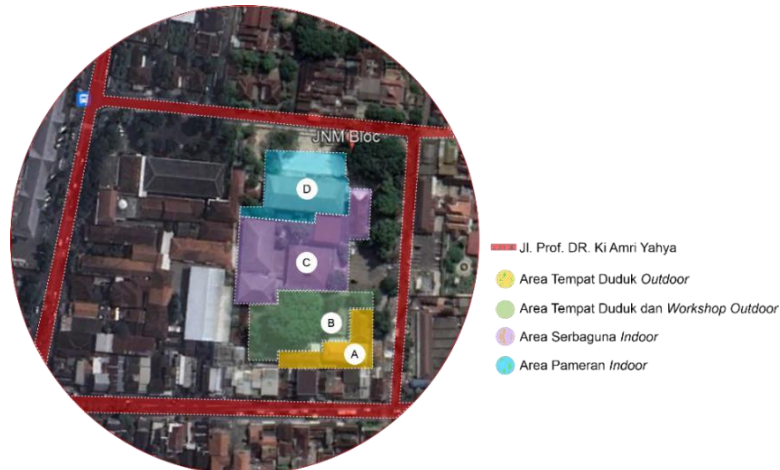 JNM Bloc
D
C
B
A
Jl. Prof. DR. Ki Amri Yahya
Area Tempat Duduk Outdoor
Area Tempat Duduk dan Workshop Outdoor
Area Serbaguna Indoor
Area Pameran Indoor